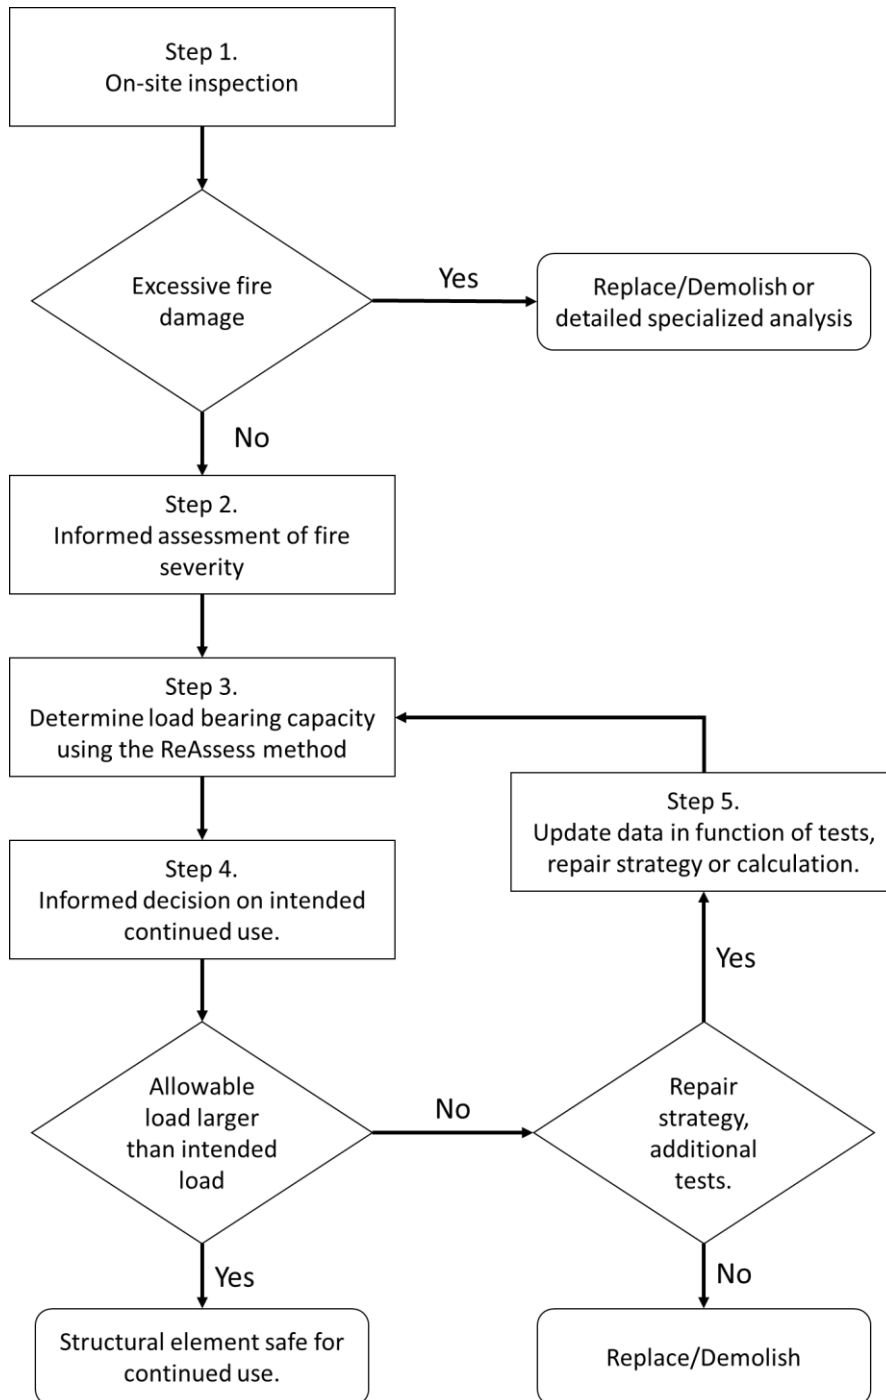 Step 1.
On-site inspection
Excessive fire
damage
Yes
Replace/Demolish or
detailed specialized analysis
No
Step 2.
Informed assessment of fire
severity
Step 3.
Determine load bearing capacity
using the ReAssess method
Step 4.
Informed decision on intended
continued use.
Step 5.
Update data in function of tests,
repair strategy or calculation.
Yes
Allowable
load larger
than intended
load
No
Repair
strategy,
additional
tests.
Yes
No
Structural element safe for
continued use.
Replace/Demolish